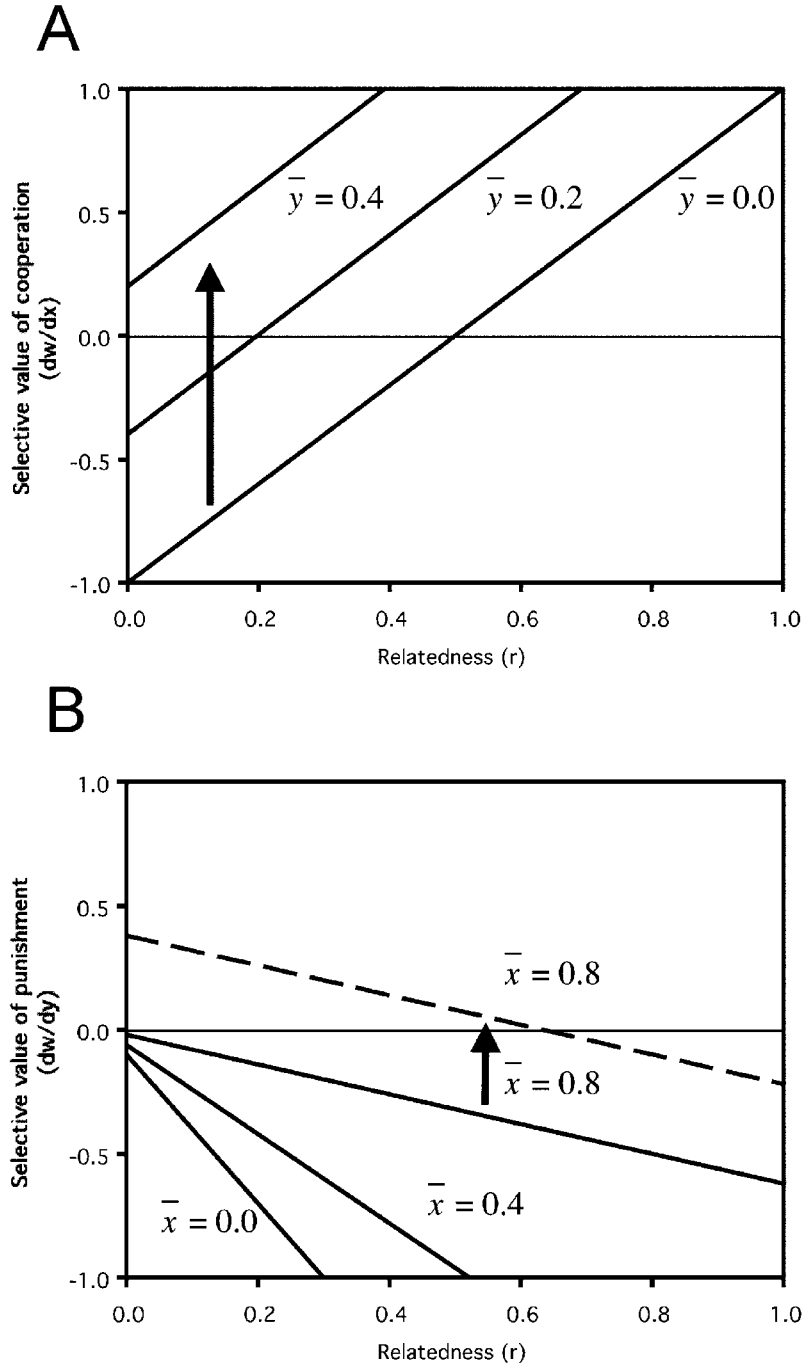 A
1.0
0.5
0.0
-0.5
-1.0
Selective value of cooperation
(dw/dx)
y̅ = 0.4
y̅ = 0.2
y̅ = 0.0
0.0 0.2 0.4 0.6 0.8 1.0
Relatedness (r)
B
1.0
0.5
0.0
-0.5
-1.0
Selective value of punishment
(dw/dy)
x̅ = 0.8
x̅ = 0.8
x̅ = 0.4
x̅ = 0.0
0.0 0.2 0.4 0.6 0.8 1.0
Relatedness (r)